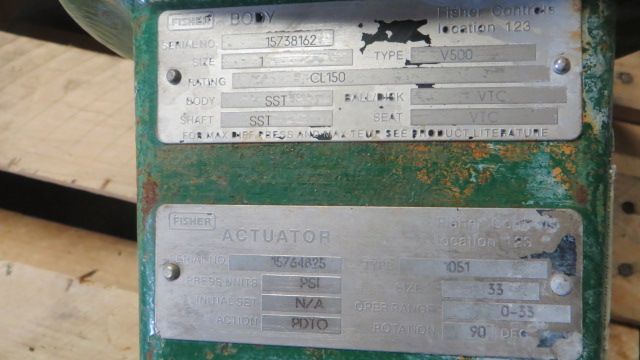 FISHER BODY Fisher Controls
location 123
SERIAL NO. 15738162
SIZE 1 TYPE V500
RATING CL150
BODY SST BALL/DISK VTC
SHAFT SST SEAT VTC
FOR MAX DIFF PRESS AND MAX TEMP SEE PRODUCT LITERATURE
FISHER
ACTUATOR Fisher Controls
location 123
SERIAL NO. 15764825 TYPE 1051
PRESS UNITS PSI SIZE 33
INITIAL SET N/A OPER RANGE 0-33
ACTION PDTO ROTATION 90 DEG